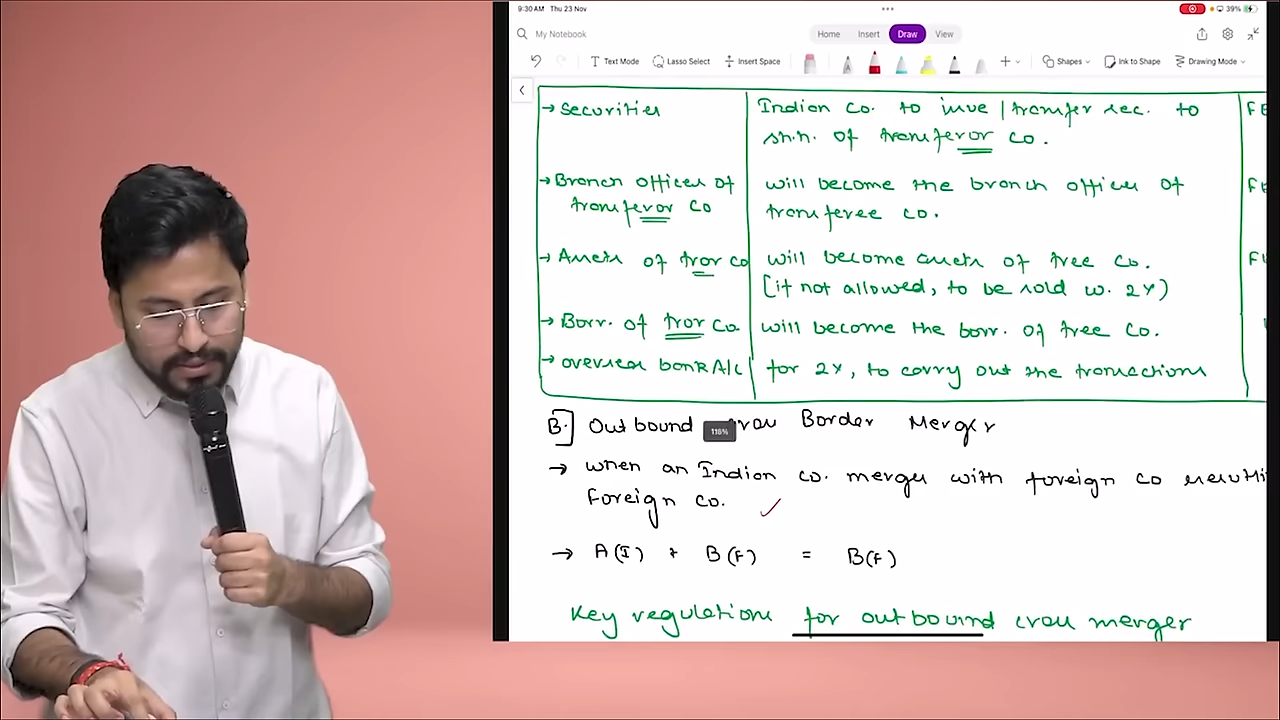 9:30 AM Thu 23 Nov
39%
My Notebook
Home Insert Draw View
Text Mode Lasso Select Insert Space Shapes Ink to Shape Drawing Mode
→ Securities
Indian Co. to issue / transfer sec. to
sh.h. of transferor co.
→ Branch offices of
transferor co
will become the branch offices of
transferee co.
→ Assets of tror co
will become assets of tree co.
[if not allowed, to be sold w. 2Y)
→ Borr. of tror co.
will become the borr. of tree co.
→ overseas bank A/c
for 2Y, to carry out the transactions
B.] Outbound Border Merger
118%
→ when an Indian co. merges with foreign co
Foreign co.
→ A(I) + B(F) = B(F)
Key regulations for outbound cross merger